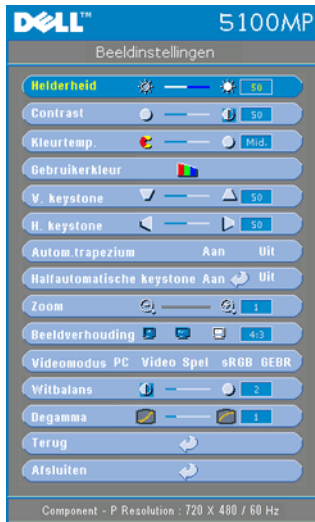 DELL™ 5100MP
Beeldinstellingen
Helderheid 50
Contrast 50
Kleurtemp. Mid.
Gebruikerkleur
V. keystone 50
H. keystone 50
Autom.trapezium Aan Uit
Halfautomatische keystone Aan Uit
Zoom 1
Beeldverhouding 4:3
Videomodus PC Video Spel sRGB GEBR
Witbalans 2
Degamma 1
Terug
Afsluiten
Component - P Resolution : 720 X 480 / 60 Hz